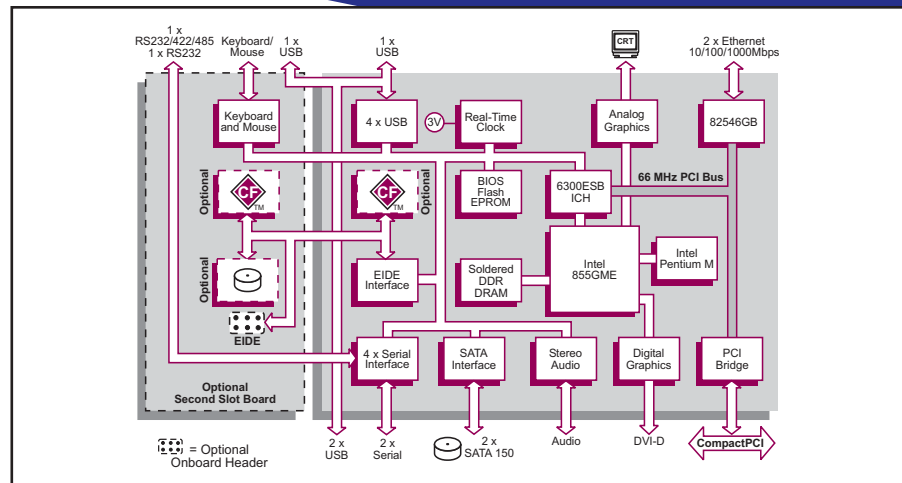 1 x
RS232/422/485
1 x RS232
Keyboard/
Mouse
1 x
USB
1 x
USB
CRT
2 x Ethernet
10/100/1000Mbps
Keyboard
and Mouse
4 x USB
3V
Real-Time
Clock
Analog
Graphics
82546GB
Optional
CF
TM
CF
TM
Optional
BIOS
Flash
EPROM
6300ESB
ICH
66 MHz PCI Bus
Optional
EIDE
Interface
Soldered
DDR
DRAM
Intel
855GME
Intel
Pentium M
EIDE
4 x Serial
Interface
SATA
Interface
Stereo
Audio
Digital
Graphics
PCI
Bridge
Optional
Second Slot Board
= Optional
Onboard Header
2 x
USB
2 x
Serial
2 x
SATA 150
Audio
DVI-D
CompactPCI